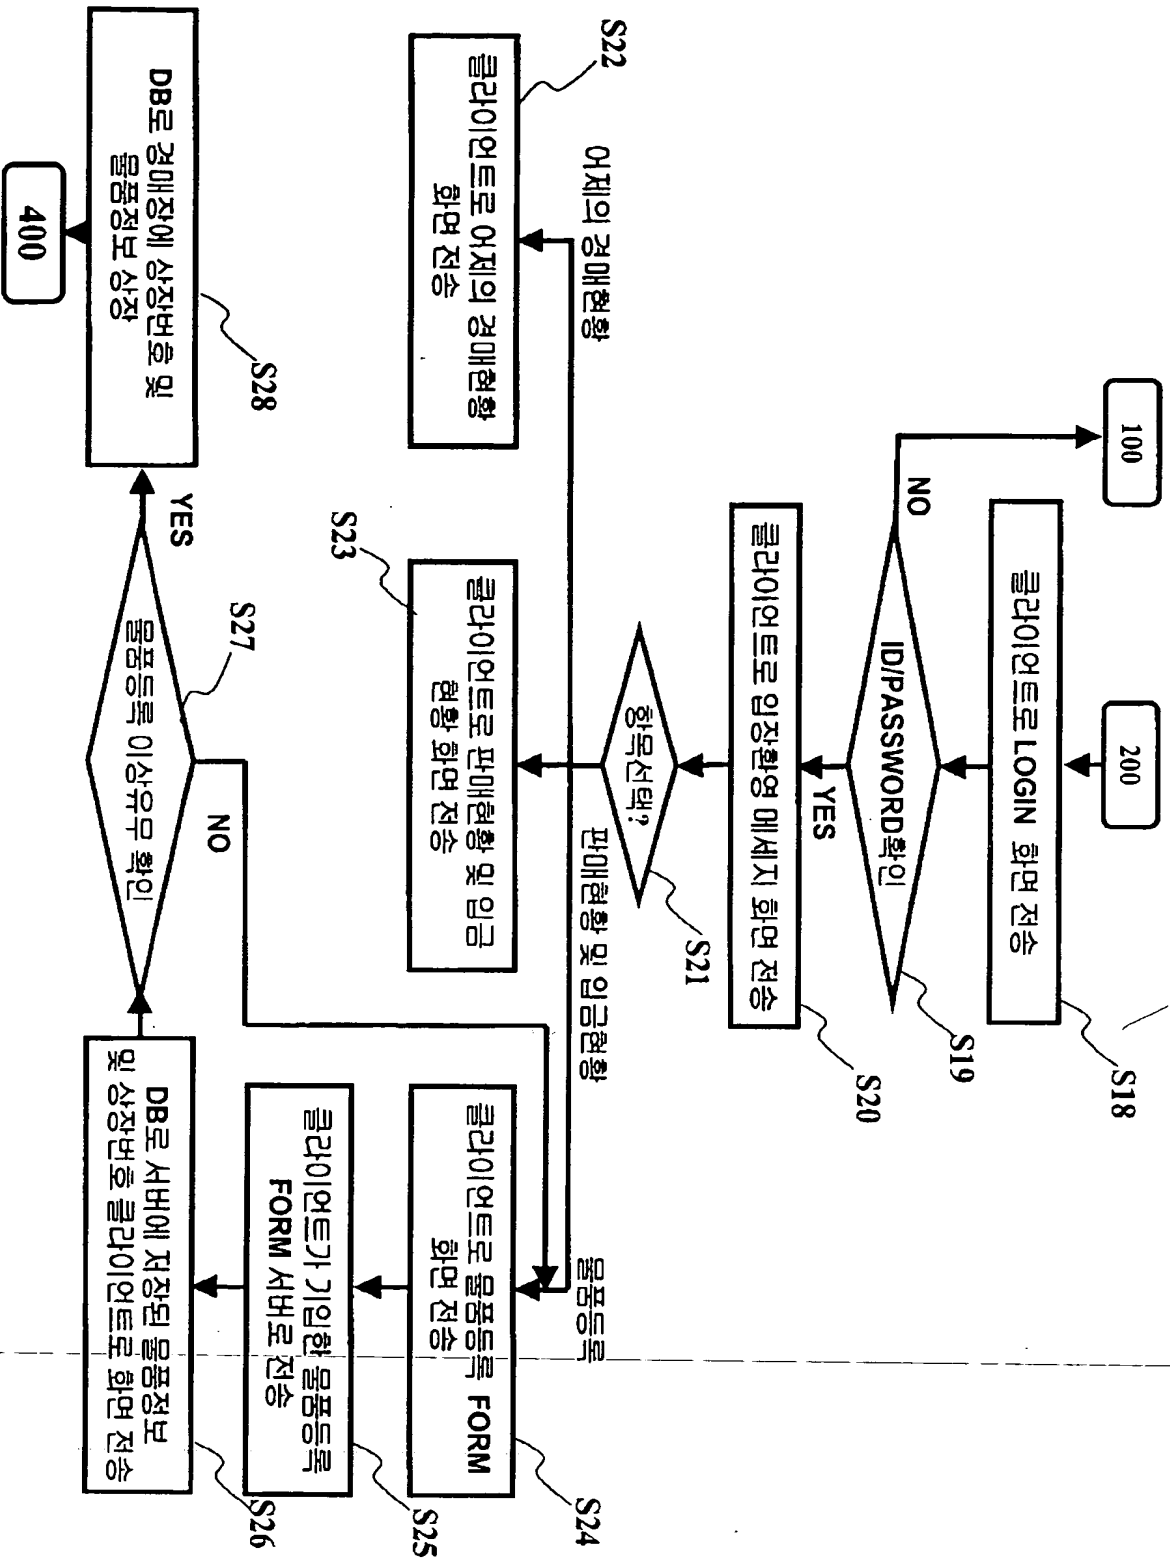 200
100
클라이언트로 LOGIN 화면 전송
S18
ID/PASSWORD확인
S19
NO
YES
클라이언트로 입장환영 메세지 화면 전송
S20
항목선택?
S21
어제의 경매현황
판매현황 및 입금현황
물품등록
S22
클라이언트로 어제의 경매현황
화면 전송
S23
클라이언트로 판매현황 및 입금
현황 화면 전송
클라이언트로 물품등록 FORM
화면 전송
S24
클라이언트가 기입한 물품등록
FORM 서버로 전송
S25
DB로 서버에 저장된 물품정보
및 상장번호 클라이언트로 화면 전송
S26
물품등록 이상유무 확인
S27
NO
YES
DB로 경매장에 상장번호 및
물품정보 상장
S28
400